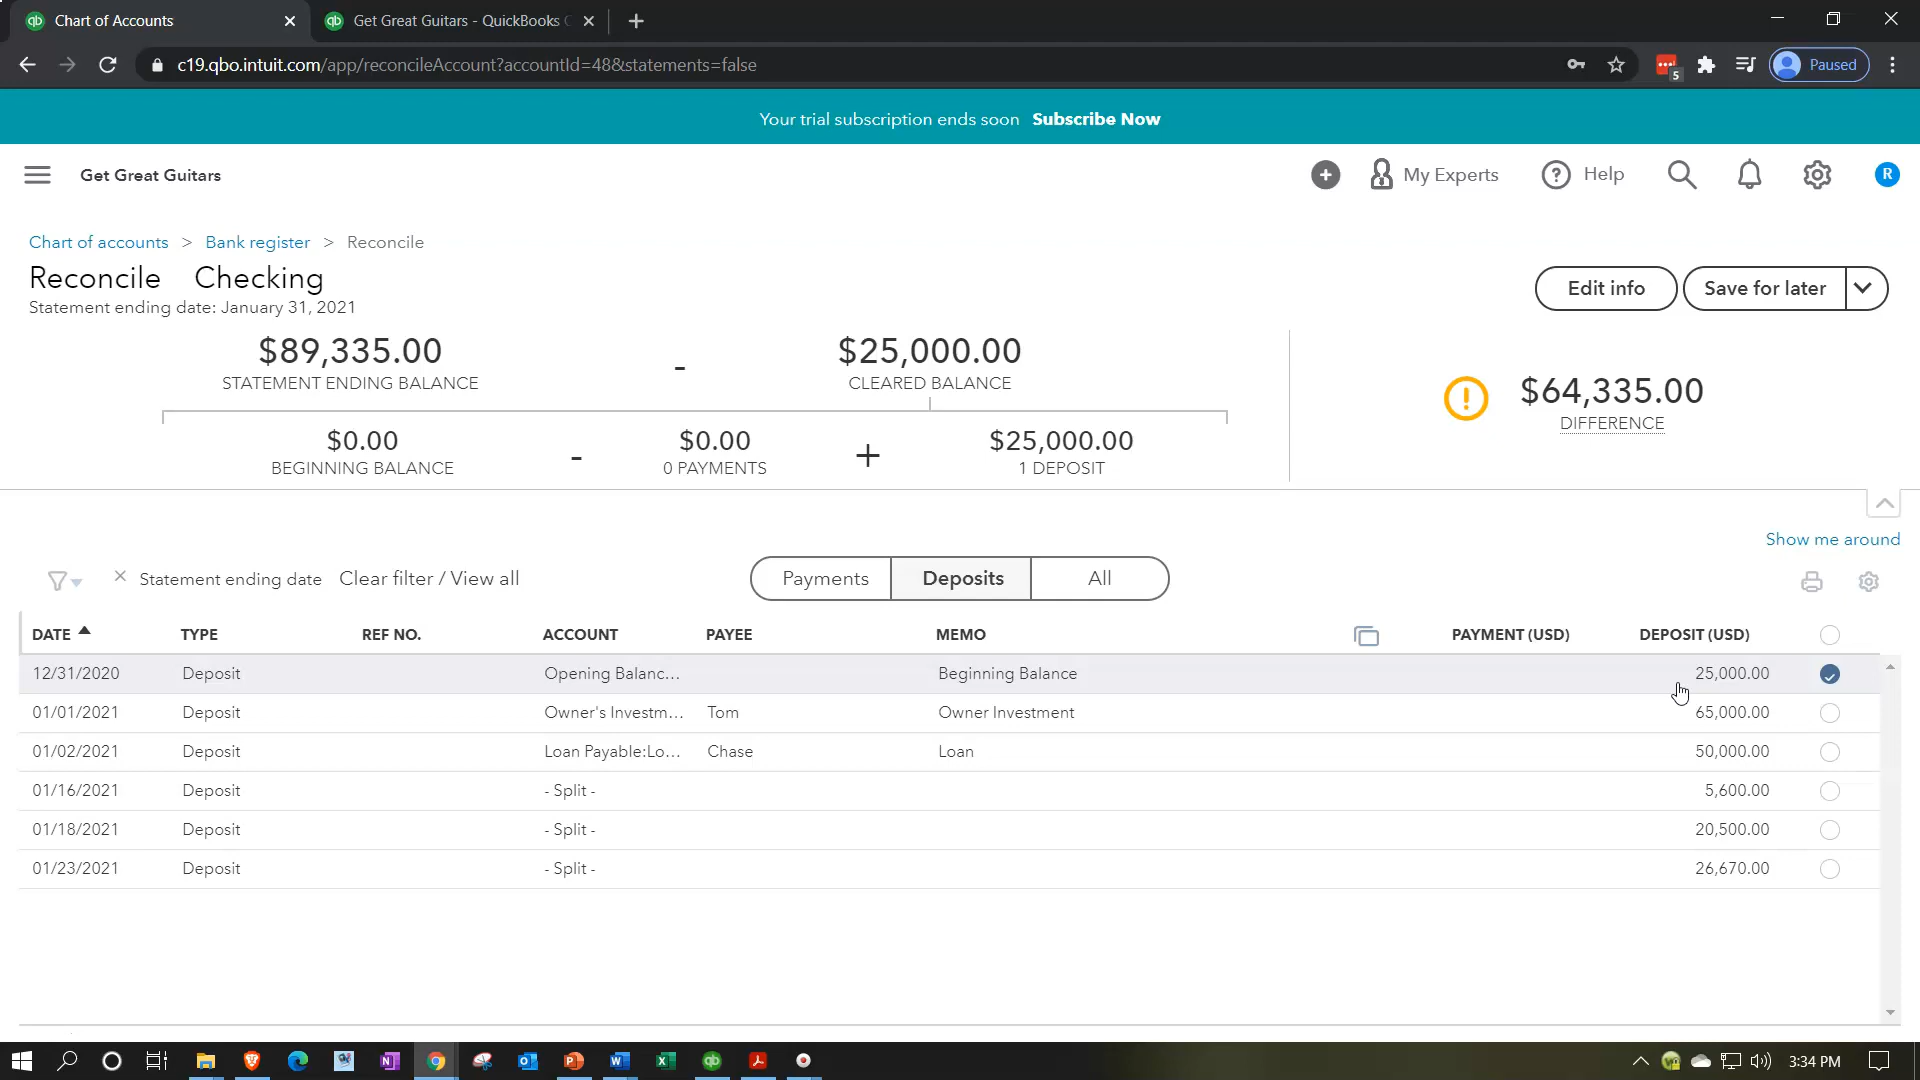 Chart of Accounts
Get Great Guitars - QuickBooks
c19.qbo.intuit.com/app/reconcileAccount?accountId=48&statements=false
5
Paused
Your trial subscription ends soon Subscribe Now
Get Great Guitars
My Experts
Help
R
Chart of accounts > Bank register > Reconcile
Reconcile Checking
Statement ending date: January 31, 2021
Edit info
Save for later
$89,335.00 - $25,000.00
STATEMENT ENDING BALANCE CLEARED BALANCE
$64,335.00
DIFFERENCE
$0.00 - $0.00 + $25,000.00
BEGINNING BALANCE 0 PAYMENTS 1 DEPOSIT
Show me around
× Statement ending date Clear filter / View all
Payments Deposits All
DATE TYPE REF NO. ACCOUNT PAYEE MEMO PAYMENT (USD) DEPOSIT (USD)
12/31/2020 Deposit Opening Balanc... Beginning Balance 25,000.00
01/01/2021 Deposit Owner's Investm... Tom Owner Investment 65,000.00
01/02/2021 Deposit Loan Payable:Lo... Chase Loan 50,000.00
01/16/2021 Deposit - Split - 5,600.00
01/18/2021 Deposit - Split - 20,500.00
01/23/2021 Deposit - Split - 26,670.00
3:34 PM